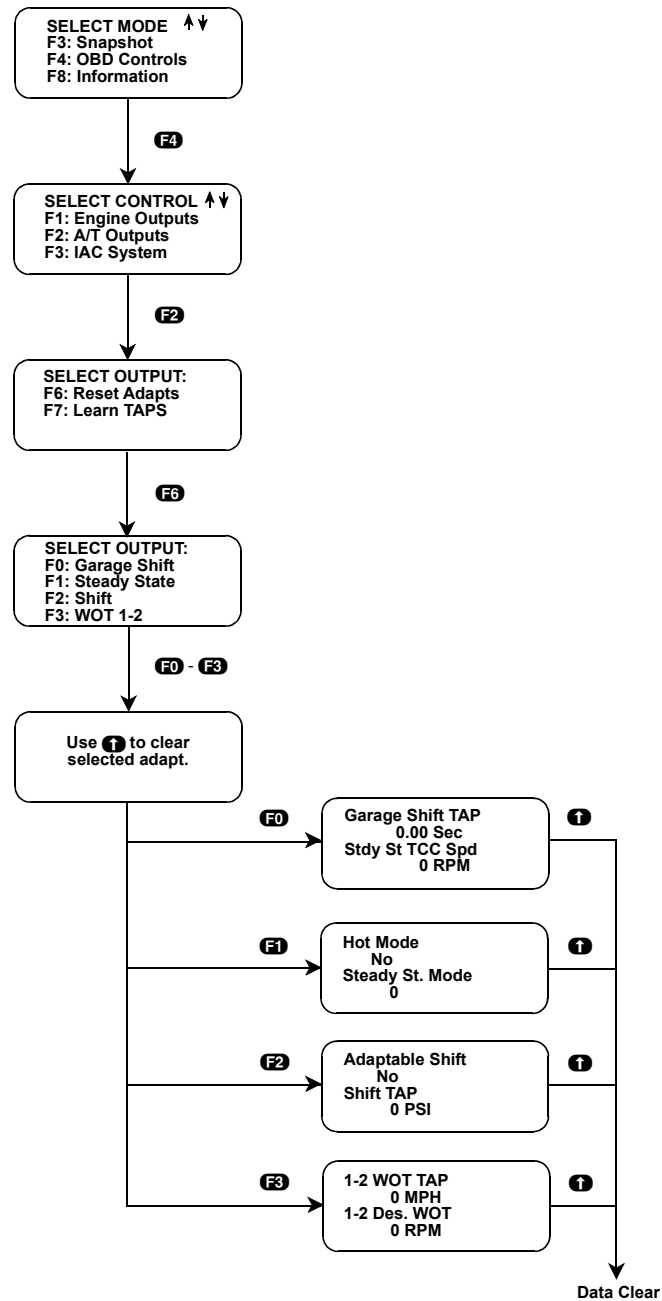 SELECT MODE
F3: Snapshot
F4: OBD Controls
F8: Information
F4
SELECT CONTROL
F1: Engine Outputs
F2: A/T Outputs
F3: IAC System
F2
SELECT OUTPUT:
F6: Reset Adapts
F7: Learn TAPS
F6
SELECT OUTPUT:
F0: Garage Shift
F1: Steady State
F2: Shift
F3: WOT 1-2
F0 - F3
Use ↑ to clear
selected adapt.
F0
Garage Shift TAP
0.00 Sec
Stdy St TCC Spd
0 RPM
F1
Hot Mode
No
Steady St. Mode
0
F2
Adaptable Shift
No
Shift TAP
0 PSI
F3
1-2 WOT TAP
0 MPH
1-2 Des. WOT
0 RPM
Data Clear